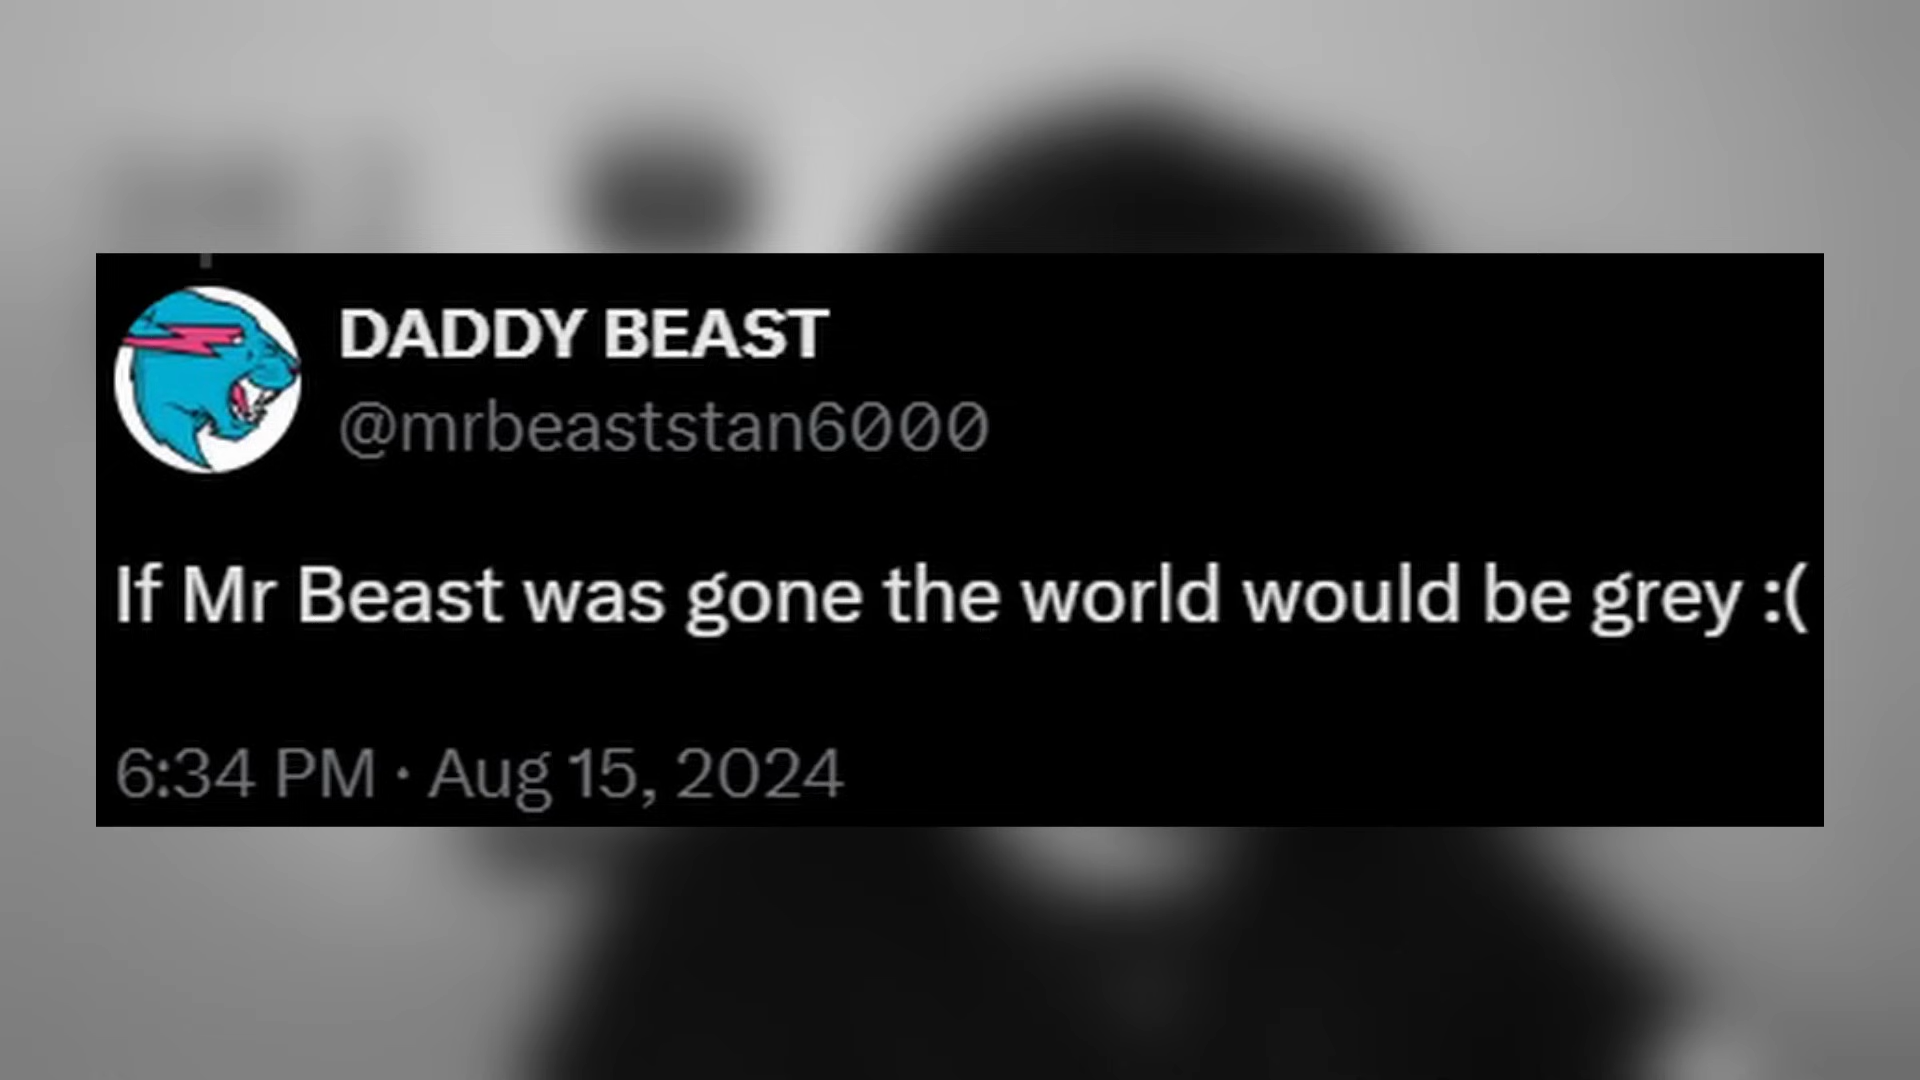 DADDY BEAST
@mrbeaststan6000
If Mr Beast was gone the world would be grey :(
6:34 PM · Aug 15, 2024